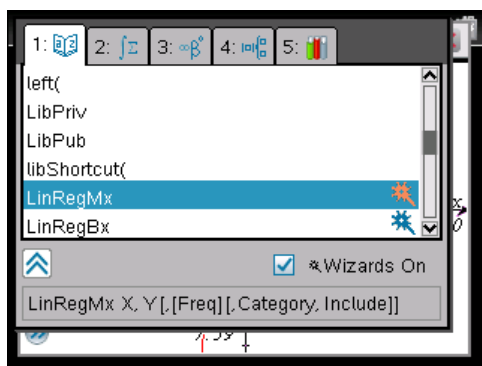 1: 2: ∫Σ 3: ∞β° 4: 5:
left(
LibPriv
LibPub
libShortcut(
LinRegMx
LinRegBx
Wizards On
LinRegMx X, Y[,[Freq][,Category, Include]]